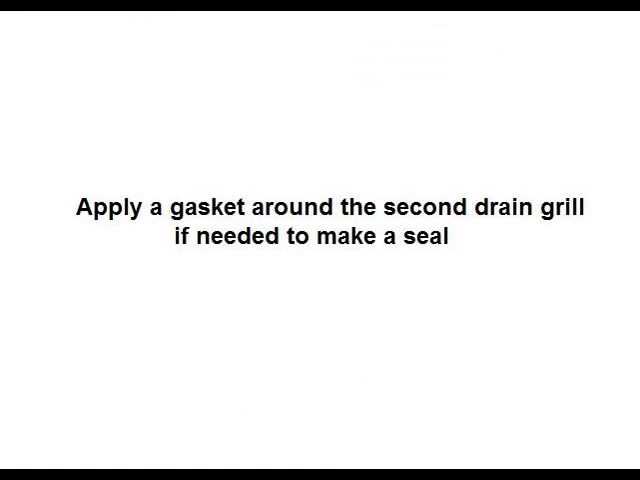 Apply a gasket around the second drain grill
if needed to make a seal